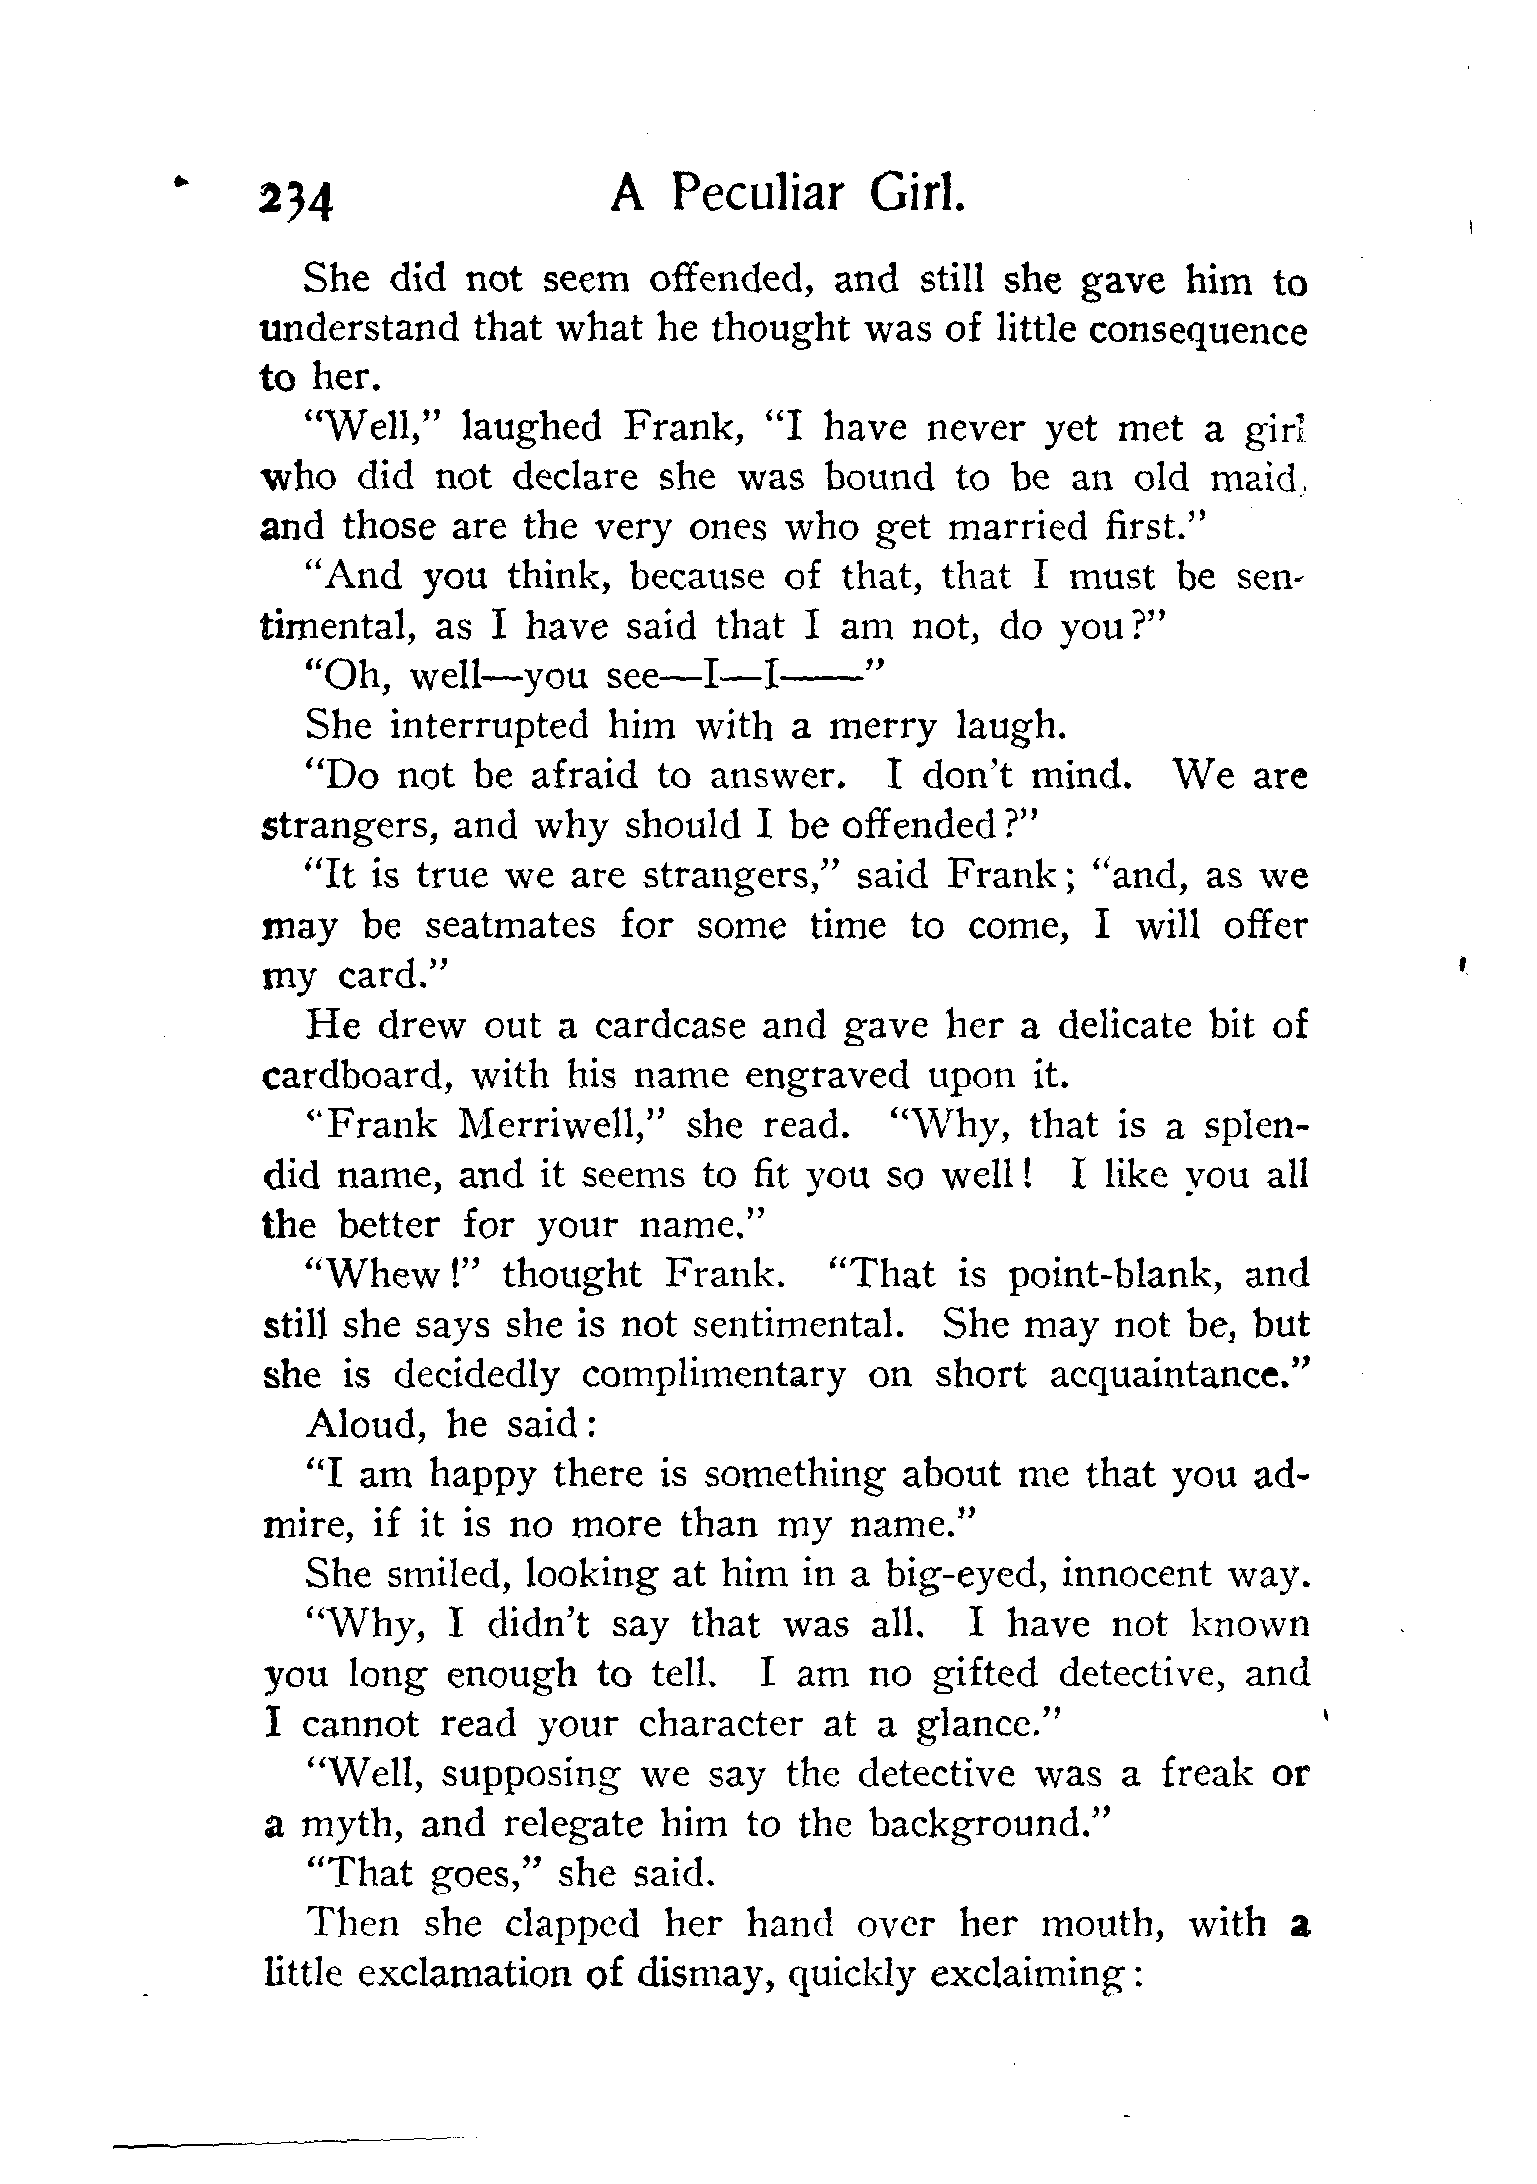 234 A Peculiar Girl.
She did not seem offended, and still she gave him to
understand that what he thought was of little consequence
to her.
"Well," laughed Frank, "I have never yet met a girl
who did not declare she was bound to be an old maid,
and those are the very ones who get married first."
"And you think, because of that, that I must be sen-
timental, as I have said that I am not, do you?"
"Oh, well—you see—I—I——"
She interrupted him with a merry laugh.
"Do not be afraid to answer. I don't mind. We are
strangers, and why should I be offended?"
"It is true we are strangers," said Frank; "and, as we
may be seatmates for some time to come, I will offer
my card."
He drew out a cardcase and gave her a delicate bit of
cardboard, with his name engraved upon it.
"Frank Merriwell," she read. "Why, that is a splen-
did name, and it seems to fit you so well! I like you all
the better for your name."
"Whew!" thought Frank. "That is point-blank, and
still she says she is not sentimental. She may not be, but
she is decidedly complimentary on short acquaintance."
Aloud, he said:
"I am happy there is something about me that you ad-
mire, if it is no more than my name."
She smiled, looking at him in a big-eyed, innocent way.
"Why, I didn't say that was all. I have not known
you long enough to tell. I am no gifted detective, and
I cannot read your character at a glance."
"Well, supposing we say the detective was a freak or
a myth, and relegate him to the background."
"That goes," she said.
Then she clapped her hand over her mouth, with a
little exclamation of dismay, quickly exclaiming: